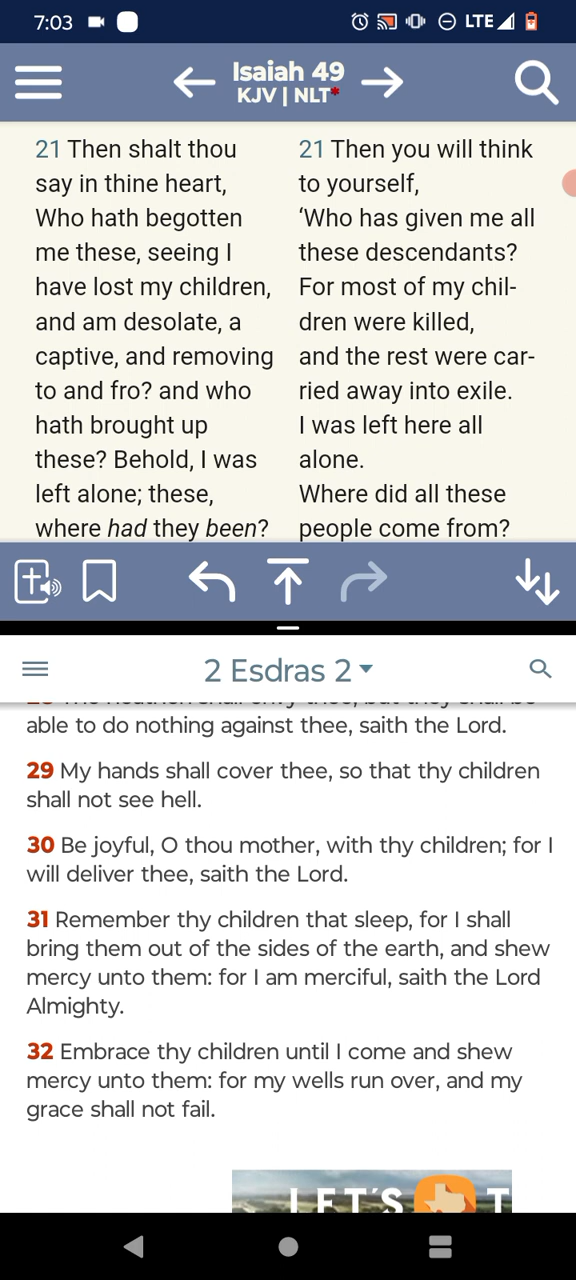 7:03
LTE
Isaiah 49
KJV | NLT*
21 Then shalt thou
say in thine heart,
Who hath begotten
me these, seeing I
have lost my children,
and am desolate, a
captive, and removing
to and fro? and who
hath brought up
these? Behold, I was
left alone; these,
where had they been?
21 Then you will think
to yourself,
‘Who has given me all
these descendants?
For most of my chil-
dren were killed,
and the rest were car-
ried away into exile.
I was left here all
alone.
Where did all these
people come from?
2 Esdras 2
able to do nothing against thee, saith the Lord.
29 My hands shall cover thee, so that thy children
shall not see hell.
30 Be joyful, O thou mother, with thy children; for I
will deliver thee, saith the Lord.
31 Remember thy children that sleep, for I shall
bring them out of the sides of the earth, and shew
mercy unto them: for I am merciful, saith the Lord
Almighty.
32 Embrace thy children until I come and shew
mercy unto them: for my wells run over, and my
grace shall not fail.
LET'S T